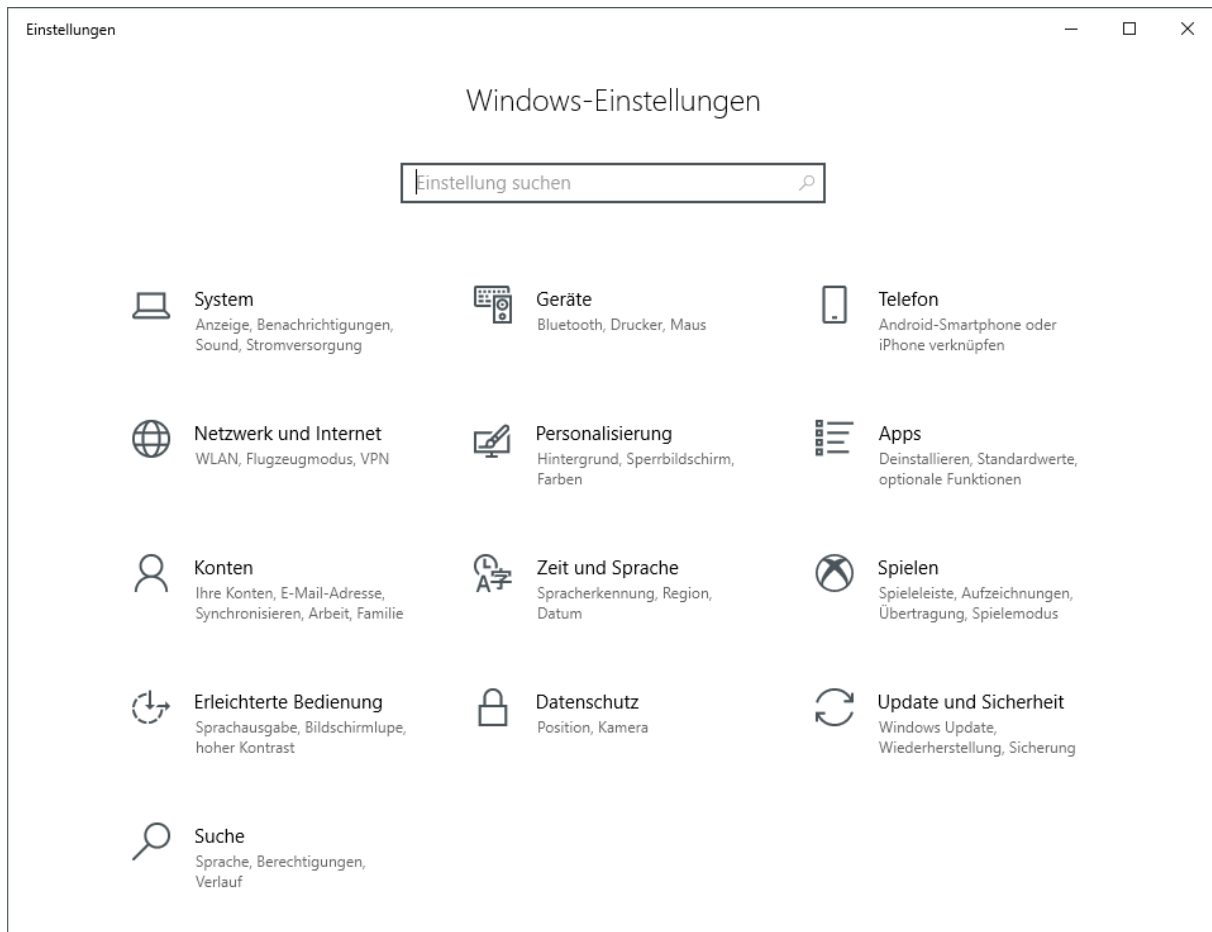 Einstellungen
Windows-Einstellungen
Einstellung suchen
System
Anzeige, Benachrichtigungen,
Sound, Stromversorgung
Geräte
Bluetooth, Drucker, Maus
Telefon
Android-Smartphone oder
iPhone verknüpfen
Netzwerk und Internet
WLAN, Flugzeugmodus, VPN
Personalisierung
Hintergrund, Sperrbildschirm,
Farben
Apps
Deinstallieren, Standardwerte,
optionale Funktionen
Konten
Ihre Konten, E-Mail-Adresse,
Synchronisieren, Arbeit, Familie
Zeit und Sprache
Spracherkennung, Region,
Datum
Spielen
Spieleleiste, Aufzeichnungen,
Übertragung, Spielemodus
Erleichterte Bedienung
Sprachausgabe, Bildschirmlupe,
hoher Kontrast
Datenschutz
Position, Kamera
Update und Sicherheit
Windows Update,
Wiederherstellung, Sicherung
Suche
Sprache, Berechtigungen,
Verlauf